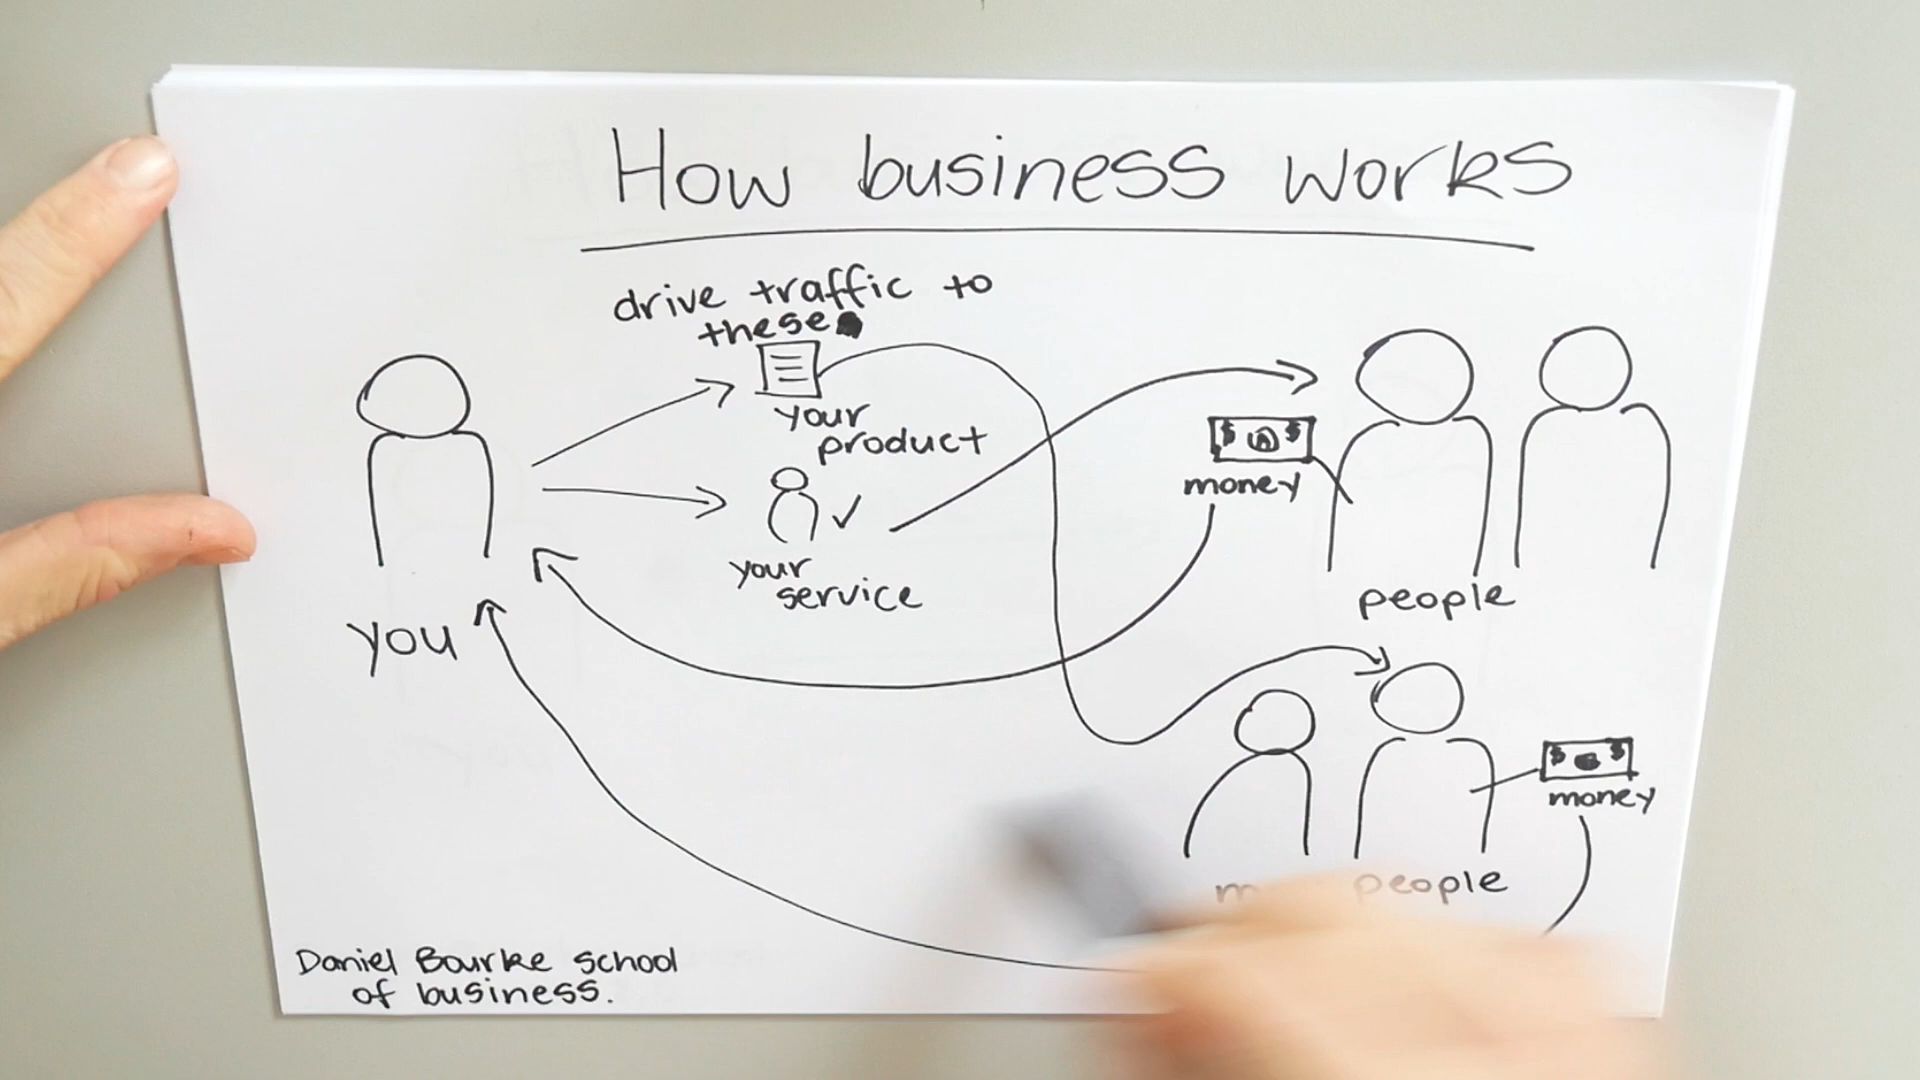 How business works
drive traffic to
these
your
product
money
your
service
people
you
money
people
Daniel Bourke school
of business.